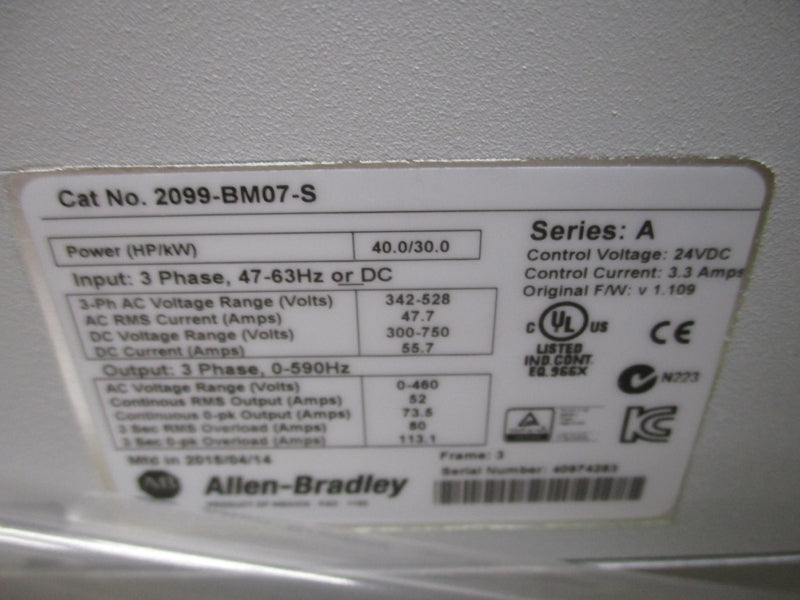 Cat No. 2099-BM07-S
Power (HP/kW) 40.0/30.0
Input: 3 Phase, 47-63Hz or DC
3-Ph AC Voltage Range (Volts) 342-528
AC RMS Current (Amps) 47.7
DC Voltage Range (Volts) 300-750
DC Current (Amps) 55.7
Output: 3 Phase, 0-590Hz
AC Voltage Range (Volts) 0-460
Continous RMS Output (Amps) 52
Continuous 0-pk Output (Amps) 73.5
3 Sec RMS Overload (Amps) 80
3 Sec 0-pk Overload (Amps) 113.1
Mfd in 2015/04/14
AB Allen-Bradley
Series: A
Control Voltage: 24VDC
Control Current: 3.3 Amps
Original F/W: v 1.109
C UL US
LISTED
IND.CONT.
EQ.966X
CE
N223
Frame: 3
Serial Number: 40974283